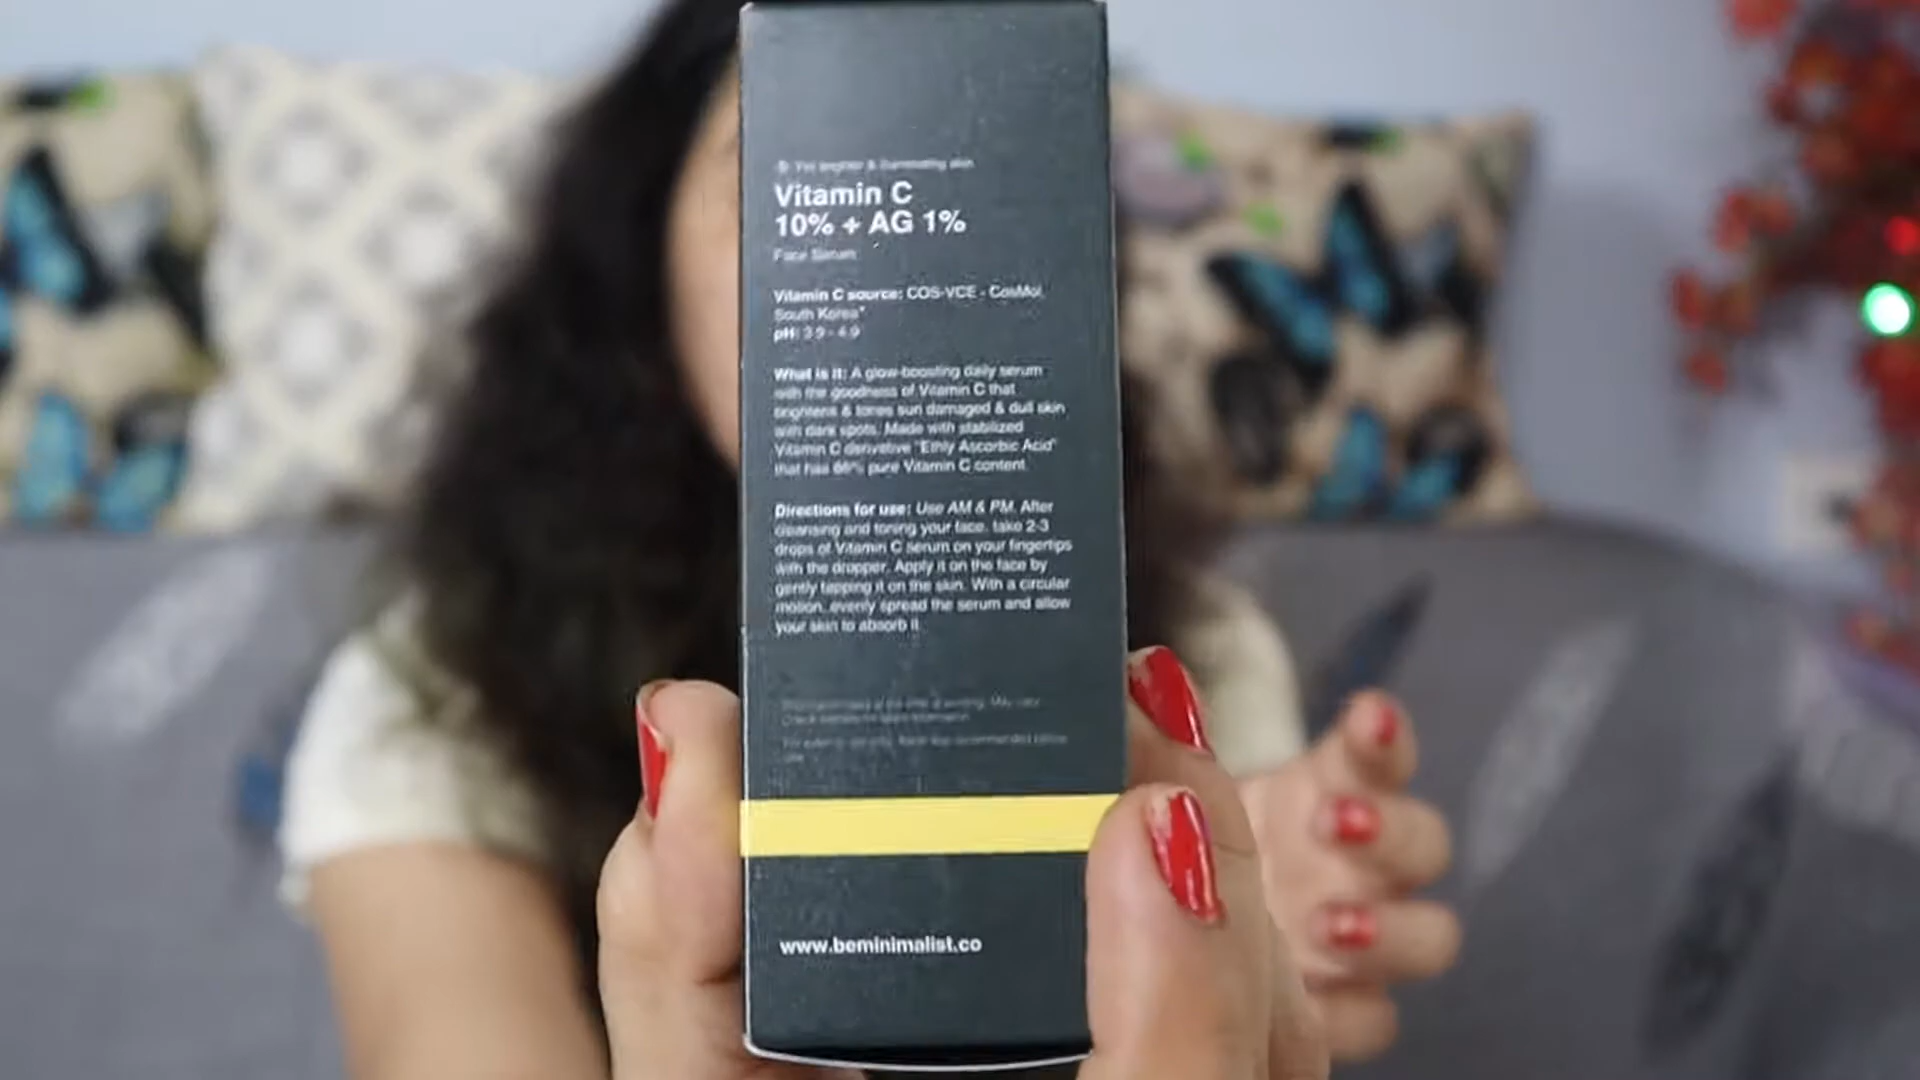 Vitamin C
10% + AG 1%
Face Serum
Vitamin C source: COS-VCE - CosMol,
South Korea*
pH: 3.9 - 4.9
What is it: A glow-boosting daily serum
with the goodness of Vitamin C that
brightens & tones sun damaged & dull skin
with dark spots. Made with stabilized
Vitamin C derivative "Ethly Ascorbic Acid"
that has 86% pure Vitamin C content
Directions for use: Use AM & PM. After
cleansing and toning your face, take 2-3
drops of Vitamin C serum on your fingertips
with the dropper. Apply it on the face by
gently tapping it on the skin. With a circular
motion, evenly spread the serum and allow
your skin to absorb it
www.beminimalist.co